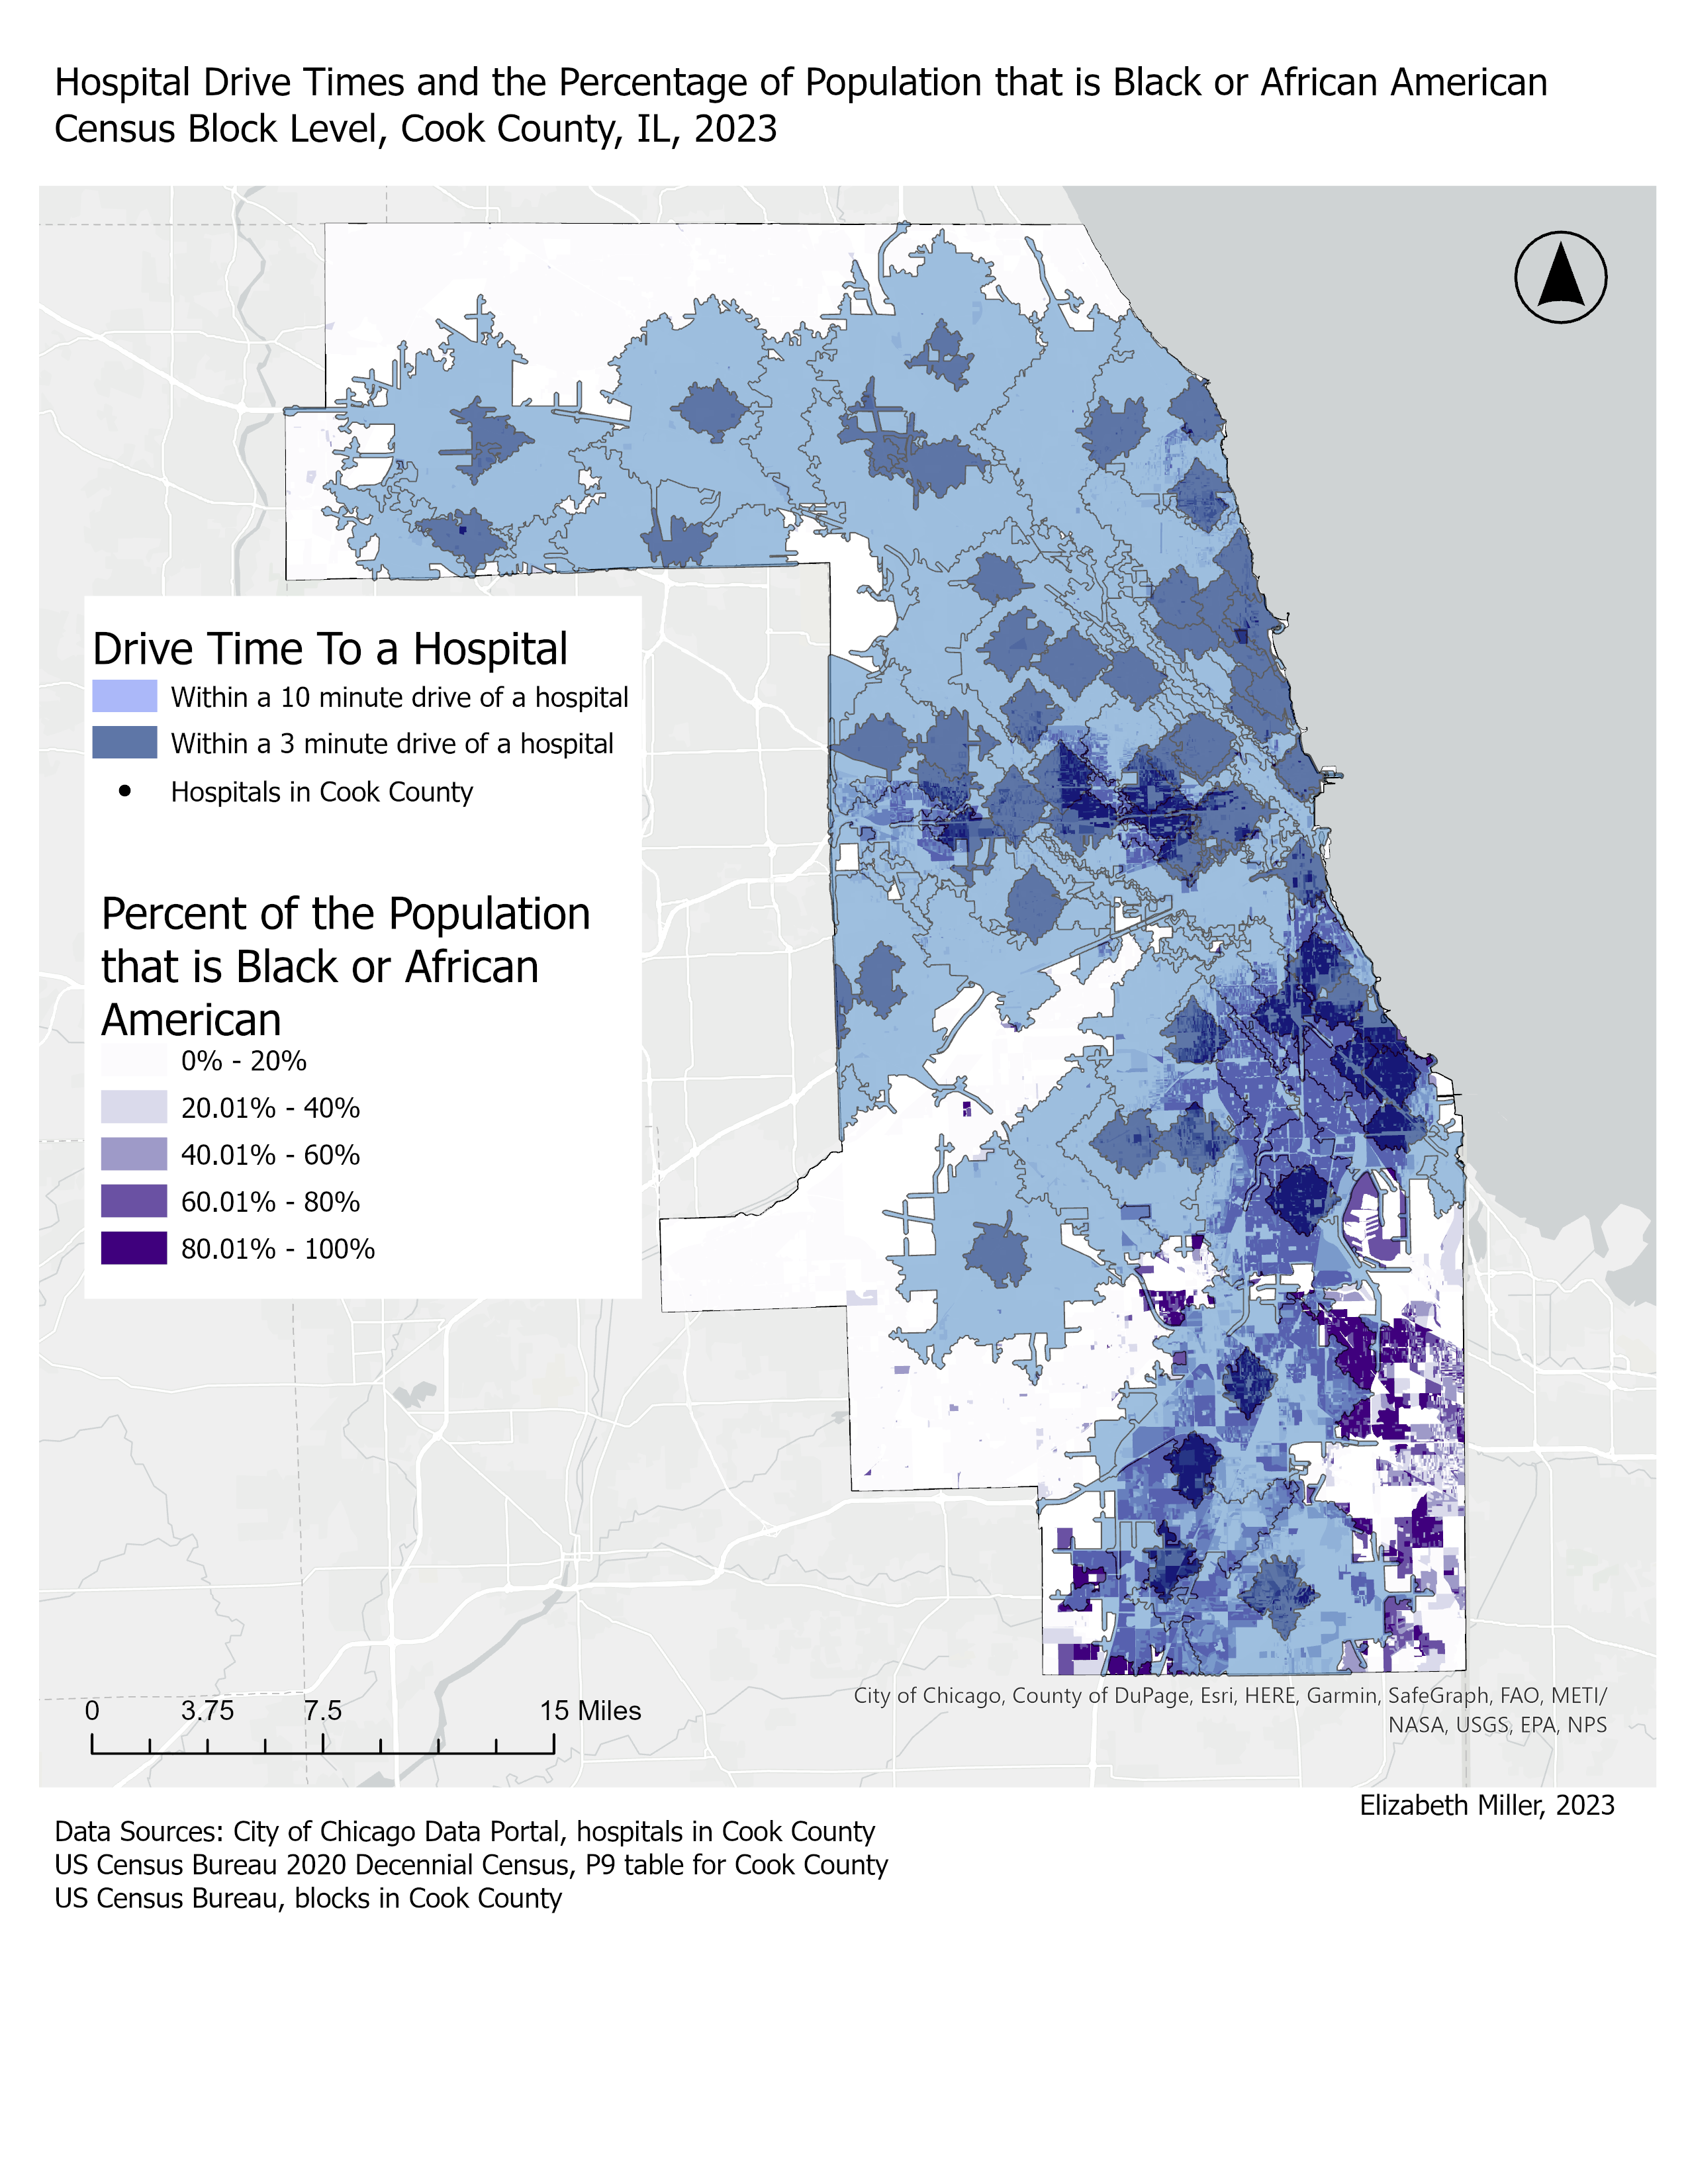 Hospital Drive Times and the Percentage of Population that is Black or African American
Census Block Level, Cook County, IL, 2023
Drive Time To a Hospital
Within a 10 minute drive of a hospital
Within a 3 minute drive of a hospital
Hospitals in Cook County
Percent of the Population
that is Black or African
American
0% - 20%
20.01% - 40%
40.01% - 60%
60.01% - 80%
80.01% - 100%
0 3.75 7.5 15 Miles
City of Chicago, County of DuPage, Esri, HERE, Garmin, SafeGraph, FAO, METI/
NASA, USGS, EPA, NPS
Elizabeth Miller, 2023
Data Sources: City of Chicago Data Portal, hospitals in Cook County
US Census Bureau 2020 Decennial Census, P9 table for Cook County
US Census Bureau, blocks in Cook County